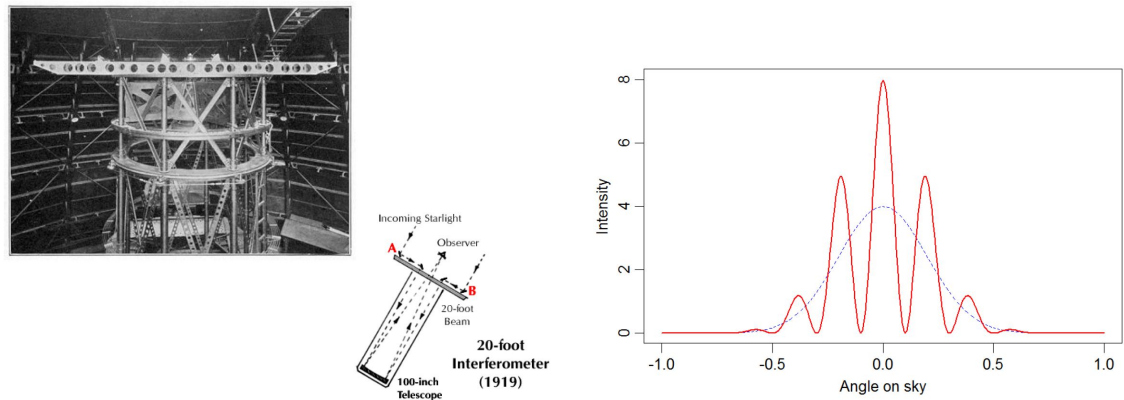 Incoming Starlight
Observer
A
B
20-foot
Beam
20-foot
Interferometer
(1919)
100-inch
Telescope
Intensity
8
6
4
2
0
-1.0
-0.5
0.0
0.5
1.0
Angle on sky